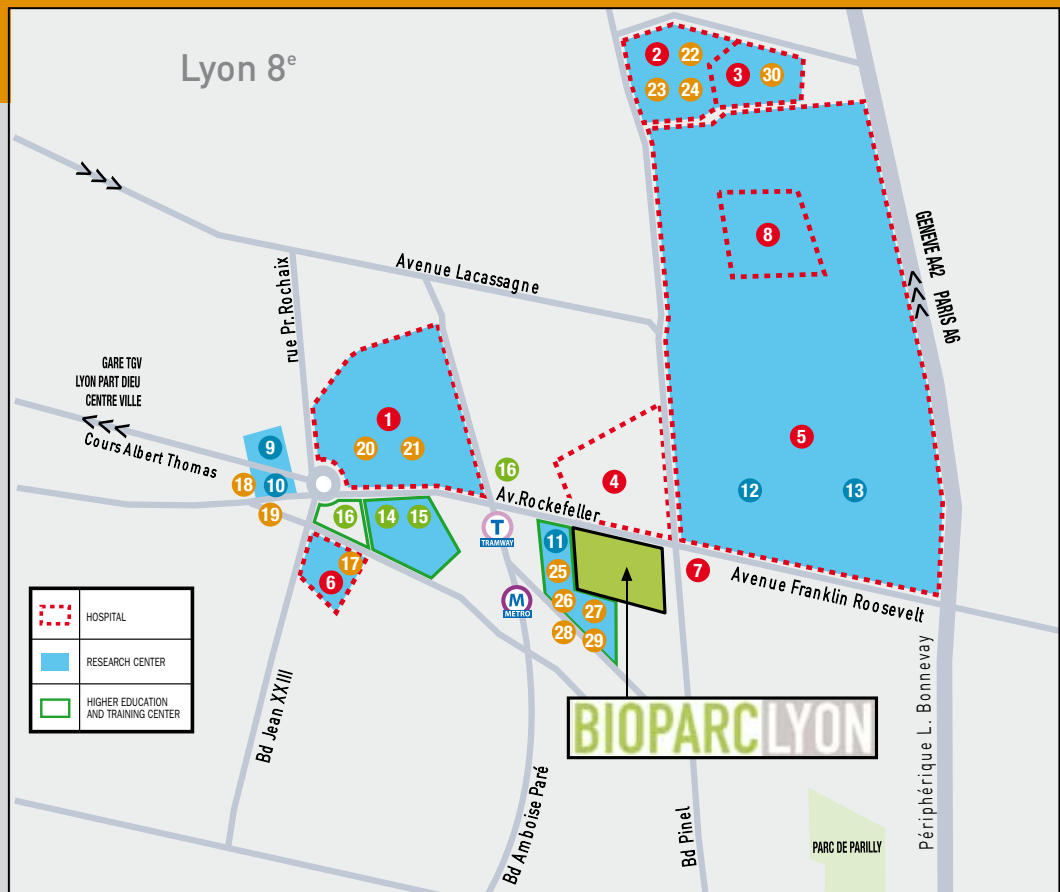 Lyon 8e
2 22
3 30
23 24
8
GENEVE A42 PARIS A6
Avenue Lacassagne
rue Pr.Rochaix
GARE TGV
LYON PART DIEU
CENTRE VILLE
Cours Albert Thomas
1
20 21
5
12 13
9
18 10
19
16
4
Av.Rockefeller
16 14 15
T
TRAMWAY
11
17
6
25
7
Avenue Franklin Roosevelt
M
METRO
26 27
28 29
HOSPITAL
RESEARCH CENTER
HIGHER EDUCATION
AND TRAINING CENTER
BIOPARCLYON
Bd Jean XXIII
Bd Amboise Paré
Bd Pinel
Périphérique L. Bonnevay
PARC DE PARILLY